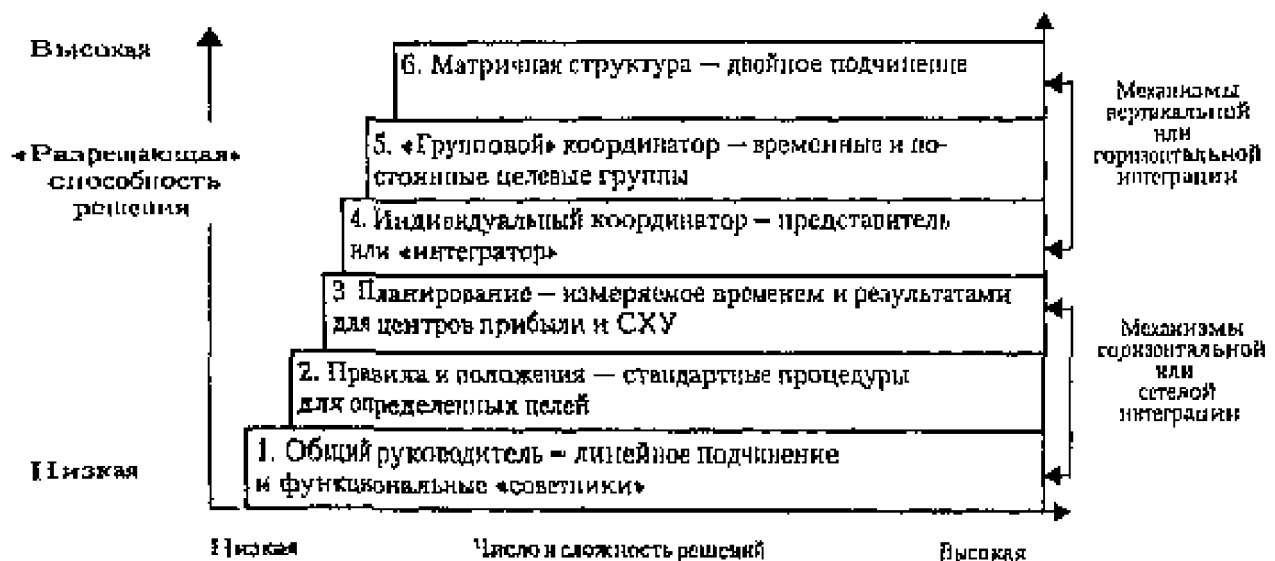 Высокая
«Разрешающая»
способность
решения
Низкая
6. Матричная структура – двойное подчинение
5. «Групповой» координатор – временные и по-
стоянные целевые группы
4. Индивидуальный координатор – представитель
или «интегратор»
3 Планирование – измеряемое временем и результатами
для центров прибыли и СХУ
2. Правила и положения — стандартные процедуры
для определенных целей
1. Общий руководитель – линейное подчинение
и функциональные «советники»
Механизмы
вертикальной
или
горизонтальной
интеграции
Механизмы
горизонтальной
или
сетевой
интеграции
Низкая
Число и сложность решений
Высокая